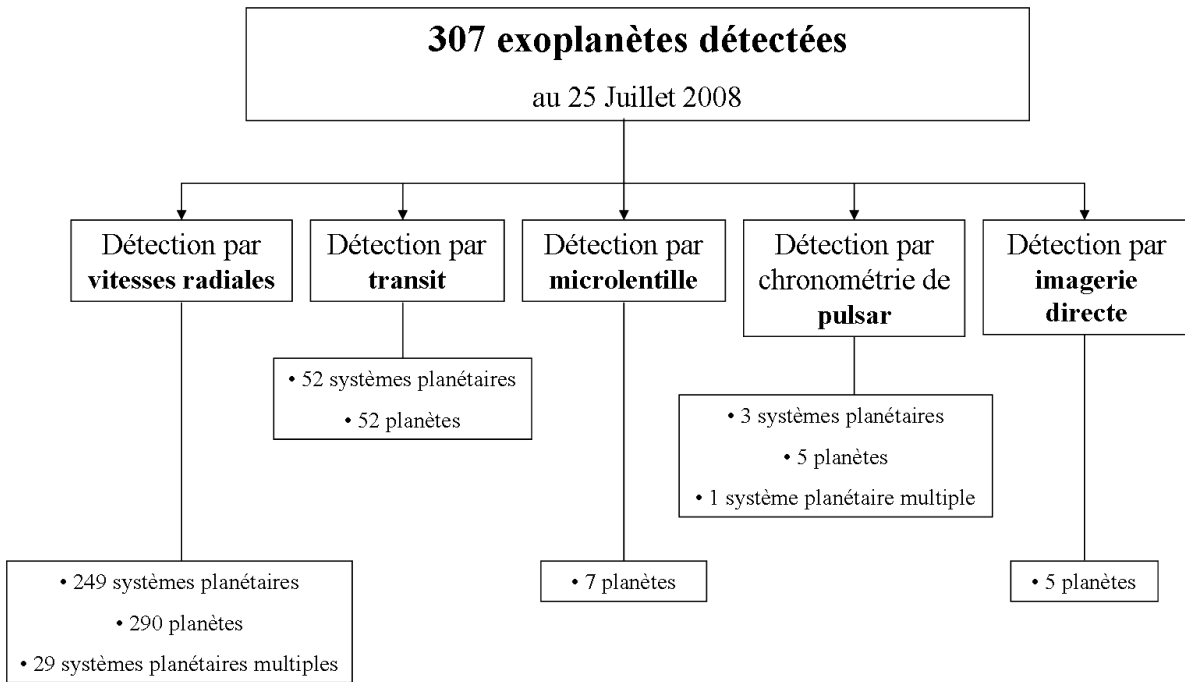 307 exoplanètes détectées
au 25 Juillet 2008
Détection par
vitesses radiales
Détection par
transit
Détection par
microlentille
Détection par
chronométrie de
pulsar
Détection par
imagerie
directe
• 52 systèmes planétaires
• 52 planètes
• 3 systèmes planétaires
• 5 planètes
• 1 système planétaire multiple
• 249 systèmes planétaires
• 290 planètes
• 29 systèmes planétaires multiples
• 7 planètes
• 5 planètes